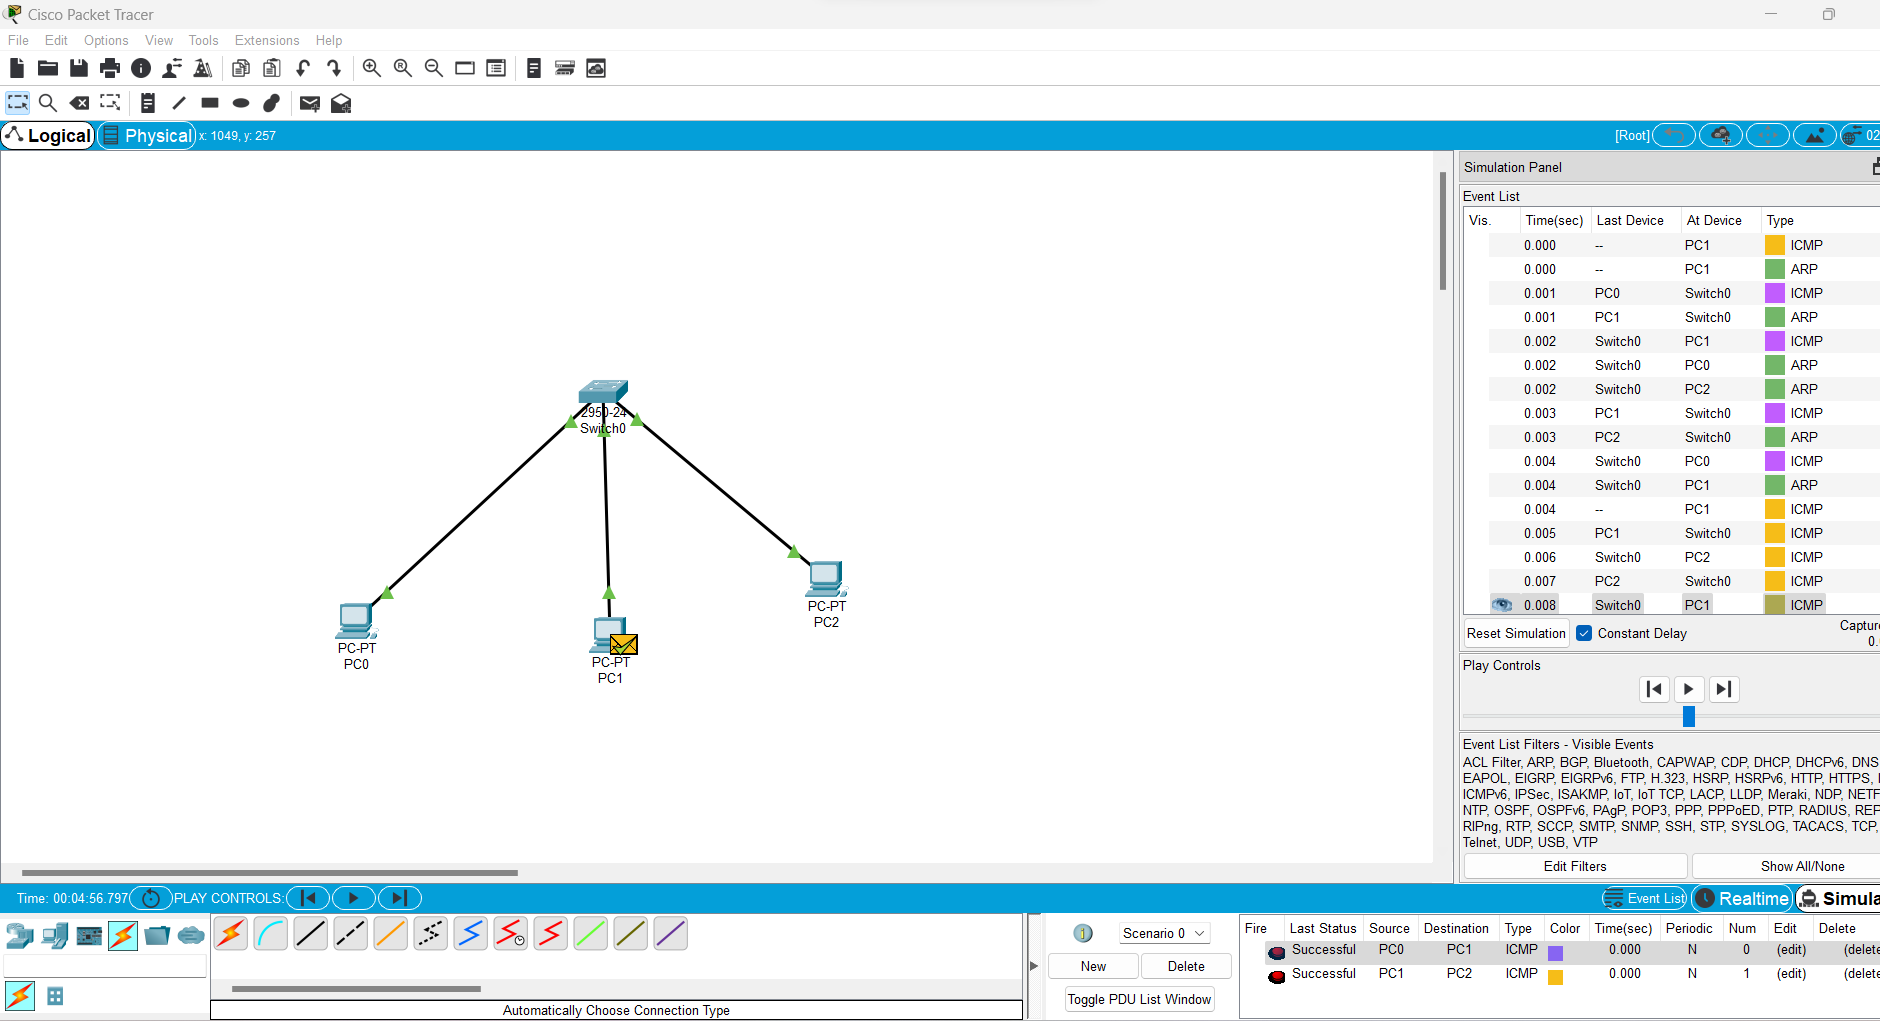 Cisco Packet Tracer
File Edit Options View Tools Extensions Help
Logical Physical x: 1049, y: 257 [Root] 02
2950-24
Switch0
PC-PT
PC2
PC-PT
PC0
PC-PT
PC1
Simulation Panel
Event List
Vis. Time(sec) Last Device At Device Type
0.000 -- PC1 ICMP
0.000 -- PC1 ARP
0.001 PC0 Switch0 ICMP
0.001 PC1 Switch0 ARP
0.002 Switch0 PC1 ICMP
0.002 Switch0 PC0 ARP
0.002 Switch0 PC2 ARP
0.003 PC1 Switch0 ICMP
0.003 PC2 Switch0 ARP
0.004 Switch0 PC0 ICMP
0.004 Switch0 PC1 ARP
0.004 -- PC1 ICMP
0.005 PC1 Switch0 ICMP
0.006 Switch0 PC2 ICMP
0.007 PC2 Switch0 ICMP
0.008 Switch0 PC1 ICMP
Reset Simulation Constant Delay Capture
0.
Play Controls
Event List Filters - Visible Events
ACL Filter, ARP, BGP, Bluetooth, CAPWAP, CDP, DHCP, DHCPv6, DNS
EAPOL, EIGRP, EIGRPv6, FTP, H.323, HSRP, HSRPv6, HTTP, HTTPS,
ICMPv6, IPSec, ISAKMP, IoT, IoT TCP, LACP, LLDP, Meraki, NDP, NETF
NTP, OSPF, OSPFv6, PAgP, POP3, PPP, PPPoED, PTP, RADIUS, REP
RIPng, RTP, SCCP, SMTP, SNMP, SSH, STP, SYSLOG, TACACS, TCP,
Telnet, UDP, USB, VTP
Edit Filters Show All/None
Time: 00:04:56.797 PLAY CONTROLS: Event List Realtime Simula
Automatically Choose Connection Type
1 Scenario 0
New Delete
Toggle PDU List Window
Fire Last Status Source Destination Type Color Time(sec) Periodic Num Edit Delete
Successful PC0 PC1 ICMP 0.000 N 0 (edit) (delete
Successful PC1 PC2 ICMP 0.000 N 1 (edit) (delete